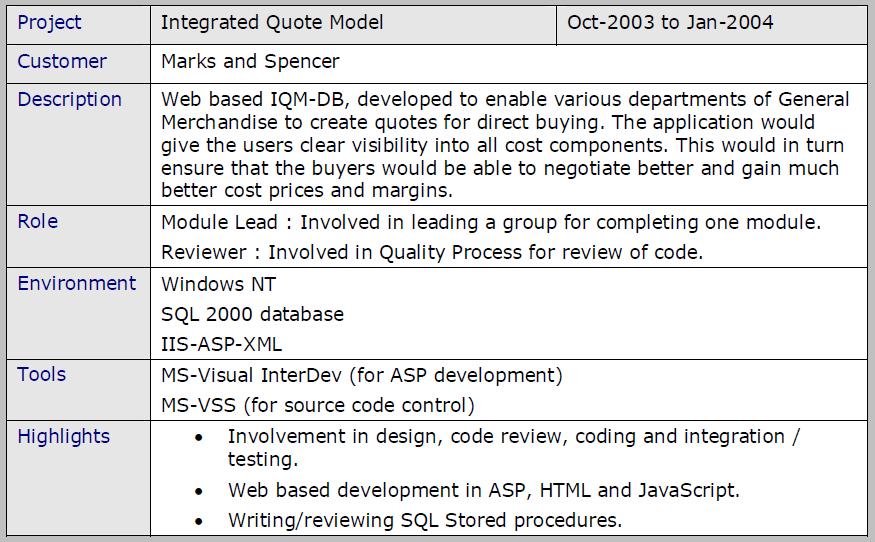 Project Integrated Quote Model Oct-2003 to Jan-2004
Customer Marks and Spencer
Description Web based IQM-DB, developed to enable various departments of General
Merchandise to create quotes for direct buying. The application would
give the users clear visibility into all cost components. This would in turn
ensure that the buyers would be able to negotiate better and gain much
better cost prices and margins.
Role Module Lead : Involved in leading a group for completing one module.
Reviewer : Involved in Quality Process for review of code.
Environment Windows NT
SQL 2000 database
IIS-ASP-XML
Tools MS-Visual InterDev (for ASP development)
MS-VSS (for source code control)
Highlights • Involvement in design, code review, coding and integration /
testing.
• Web based development in ASP, HTML and JavaScript.
• Writing/reviewing SQL Stored procedures.